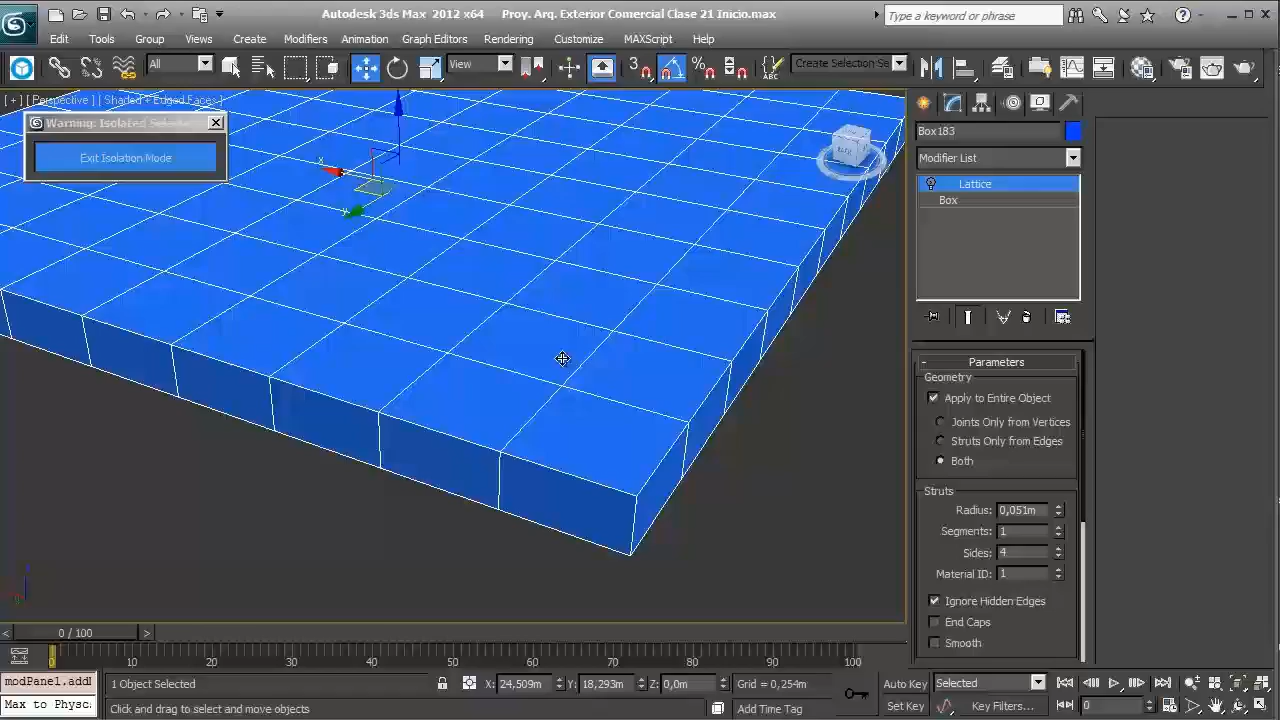 Autodesk 3ds Max 2012 x64 Proy. Arq. Exterior Comercial Clase 21 Inicio.max
Type a keyword or phrase
Edit Tools Group Views Create Modifiers Animation Graph Editors Rendering Customize MAXScript Help
All View 3 Create Selection Se
[ + ] [ Perspective ] [ Shaded + Edged Faces ]
Warning: Isolated Selec
Exit Isolation Mode
Box183
Modifier List
Lattice
Box
- Parameters
Geometry
Apply to Entire Object
Joints Only from Vertices
Struts Only from Edges
Both
Struts
Radius: 0,051m
Segments: 1
Sides: 4
Material ID: 1
Ignore Hidden Edges
End Caps
Smooth
< 0 / 100 >
0 10 20 30 40 50 60 70 80 90 100
modPanel.addM
Max to Physc
1 Object Selected X: 24,509m Y: 18,293m Z: 0,0m Grid = 0,254m
Click and drag to select and move objects Add Time Tag
Auto Key Selected
Set Key Key Filters... 0